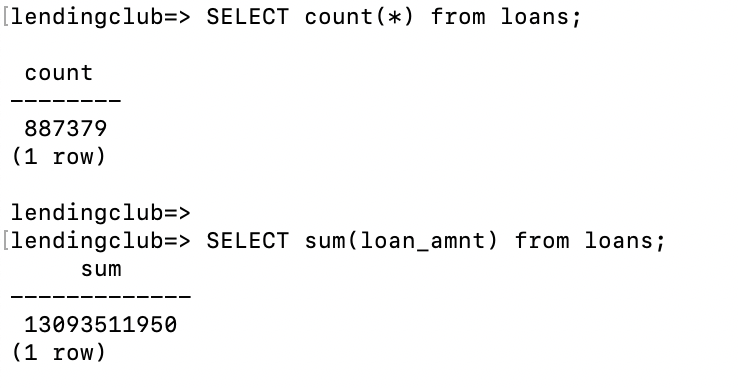 [lendingclub=> SELECT count(*) from loans;
count
--------
887379
(1 row)
lendingclub=>
[lendingclub=> SELECT sum(loan_amnt) from loans;
sum
-------------
13093511950
(1 row)